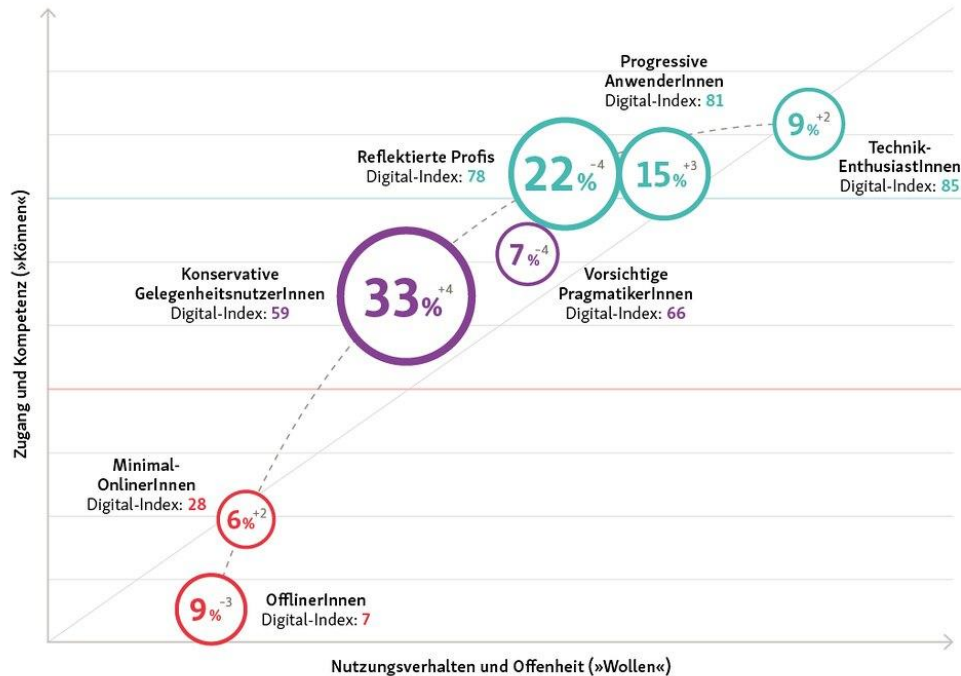 Progressive
AnwenderInnen
Digital-Index: 81
9% +2
Technik-
EnthusiastInnen
Digital-Index: 85
Reflektierte Profis
Digital-Index: 78
22% -4
15% +3
7% -4
Konservative
GelegenheitsnutzerInnen
Digital-Index: 59
33% +4
Vorsichtige
PragmatikerInnen
Digital-Index: 66
Zugang und Kompetenz (»Können«)
Minimal-
OnlinerInnen
Digital-Index: 28
6% +2
9% -3
OfflinerInnen
Digital-Index: 7
Nutzungsverhalten und Offenheit (»Wollen«)